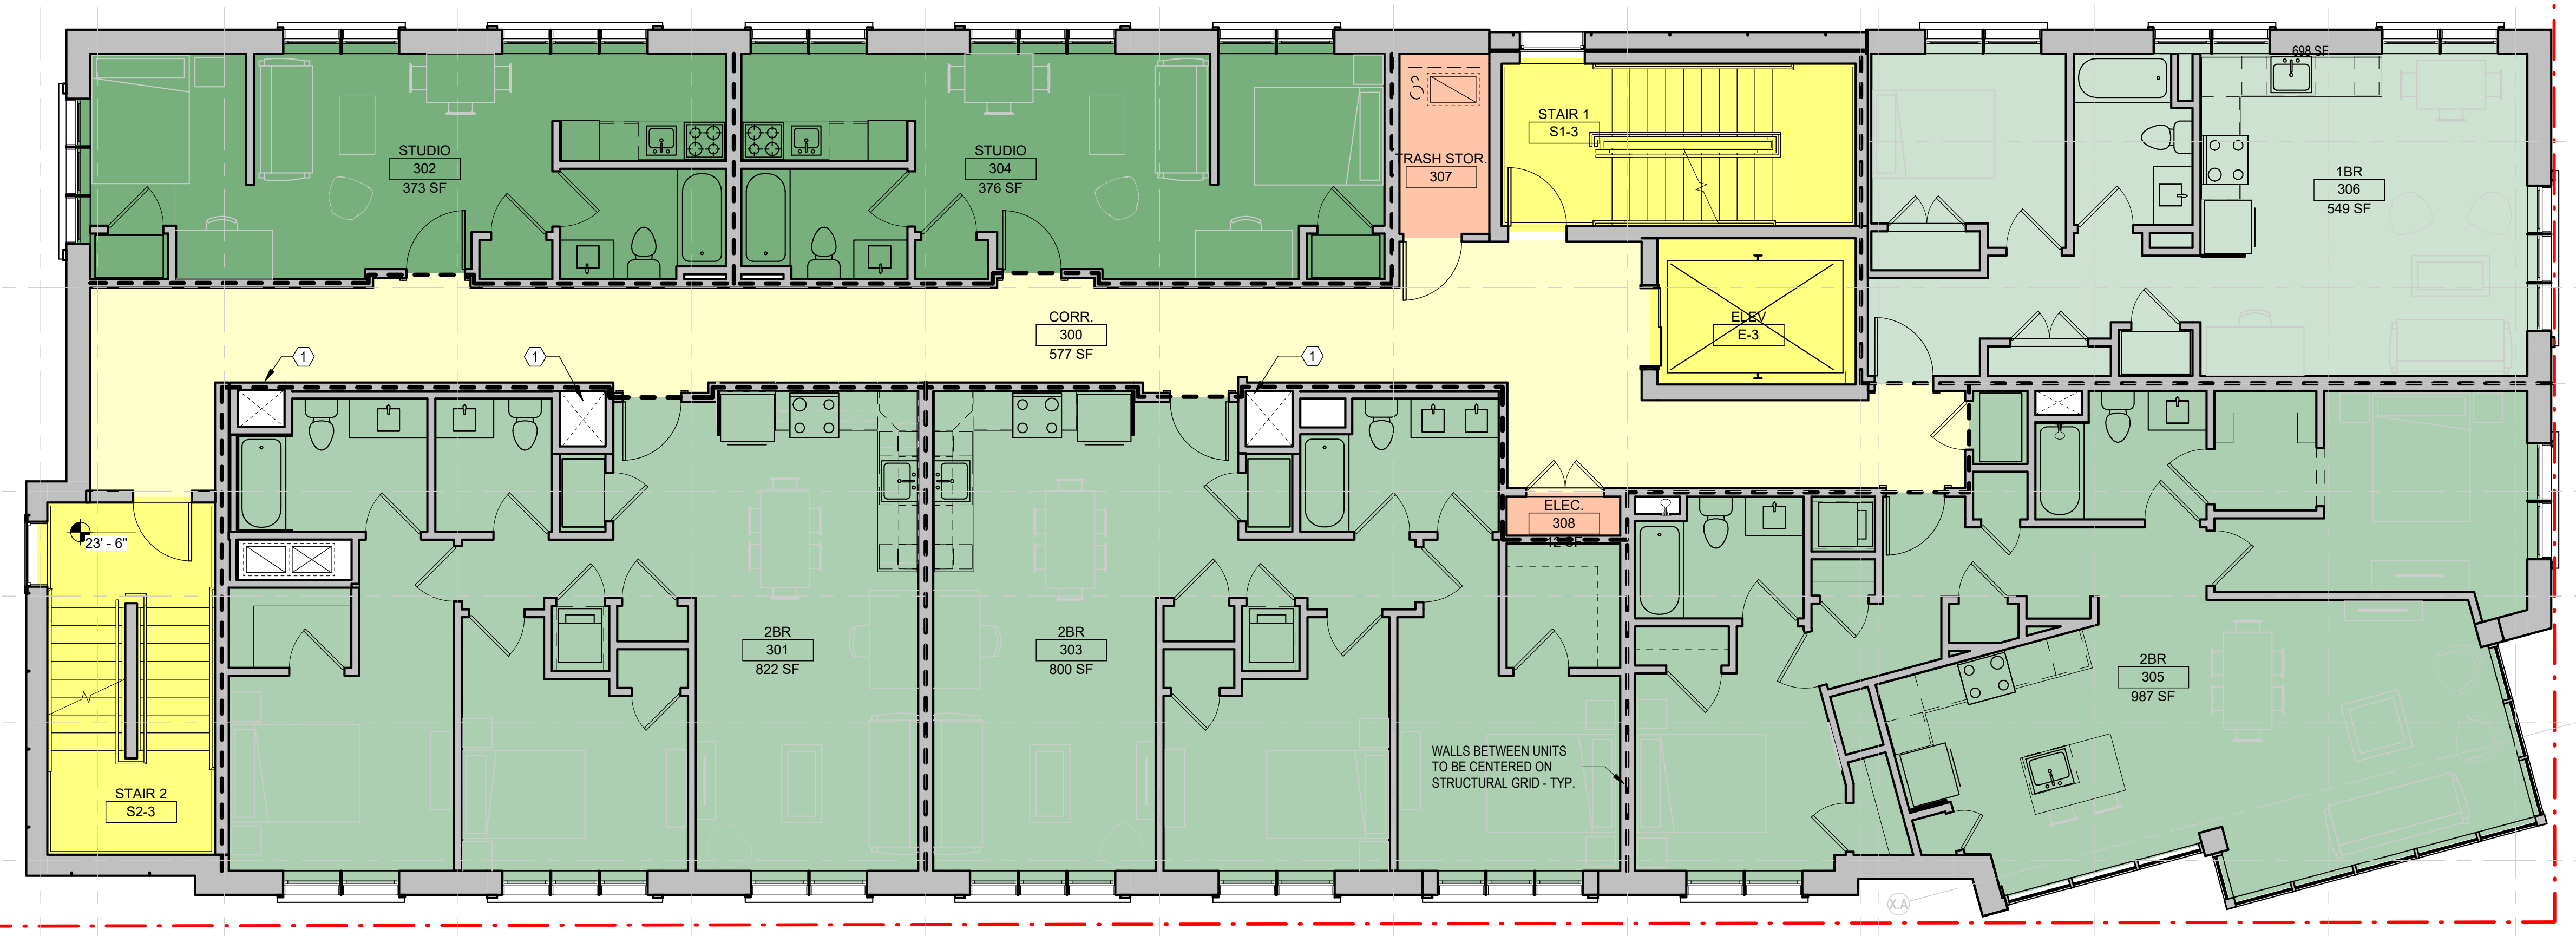 698 SF
STUDIO
302
373 SF
STUDIO
304
376 SF
TRASH STOR.
307
STAIR 1
S1-3
1BR
306
549 SF
CORR.
300
577 SF
ELEV
E-3
1
1
1
23' - 6"
ELEC.
308
12 SF
2BR
301
822 SF
2BR
303
800 SF
2BR
305
987 SF
WALLS BETWEEN UNITS
TO BE CENTERED ON
STRUCTURAL GRID - TYP.
STAIR 2
S2-3
X.A